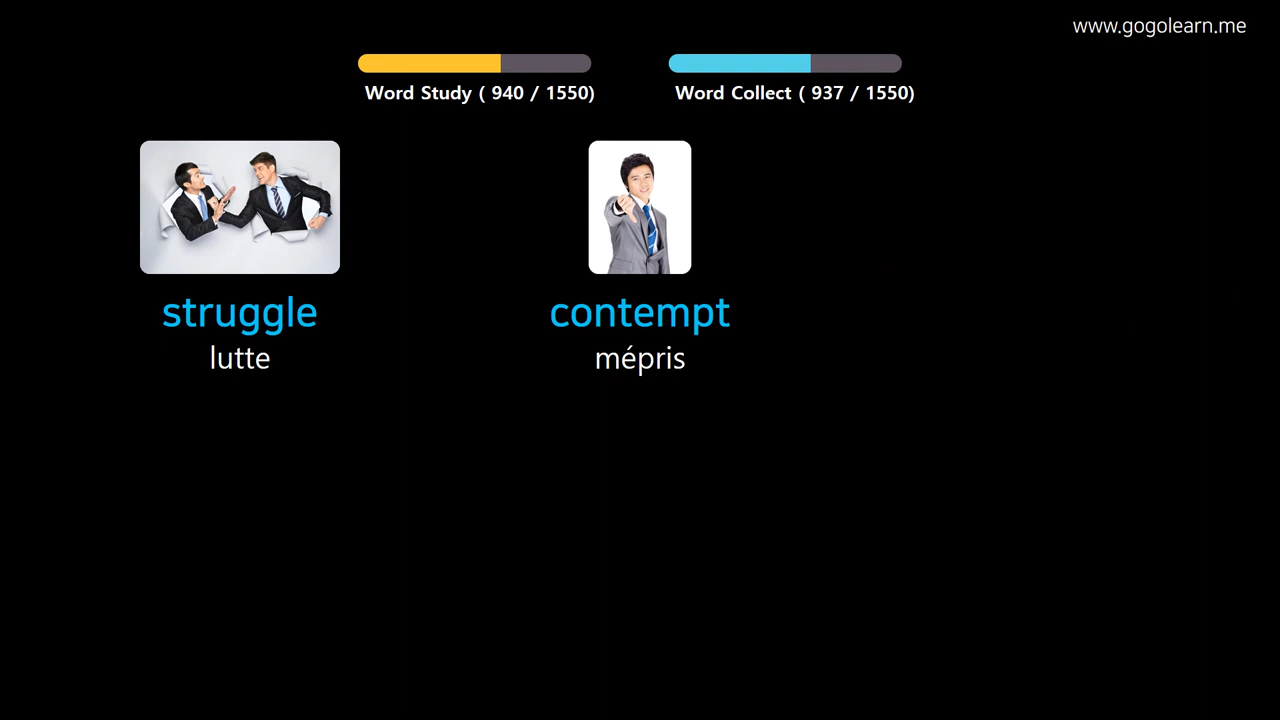 www.gogolearn.me
Word Study ( 940 / 1550)
Word Collect ( 937 / 1550)
struggle
lutte
contempt
mépris